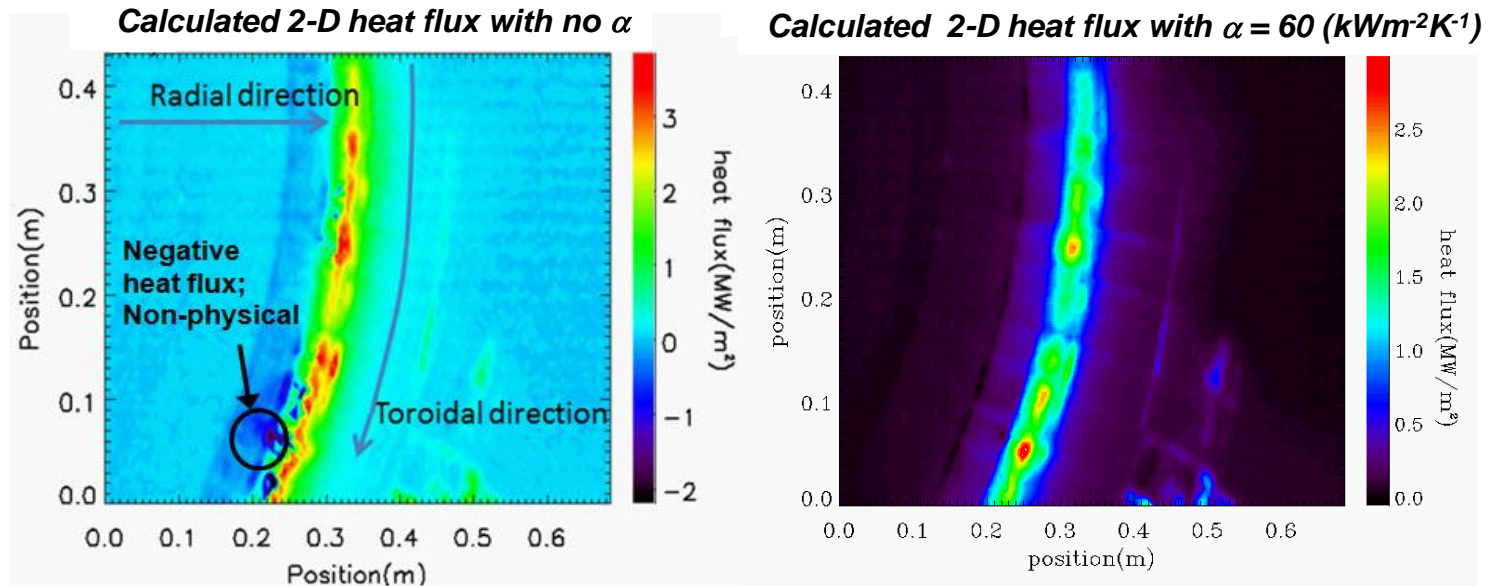 Calculated 2-D heat flux with no α
Radial direction
Negative
heat flux;
Non-physical
Toroidal direction
0.4
0.3
0.2
0.1
0.0
Position(m)
0.0 0.1 0.2 0.3 0.4 0.5 0.6
Position(m)
3
2
1
0
−1
−2
heat flux(MW/m²)
Calculated 2-D heat flux with α = 60 (kWm⁻²K⁻¹)
0.4
0.3
0.2
0.1
0.0
position(m)
0.0 0.1 0.2 0.3 0.4 0.5 0.6
position(m)
2.5
2.0
1.5
1.0
0.5
0.0
heat flux(MW/m²)